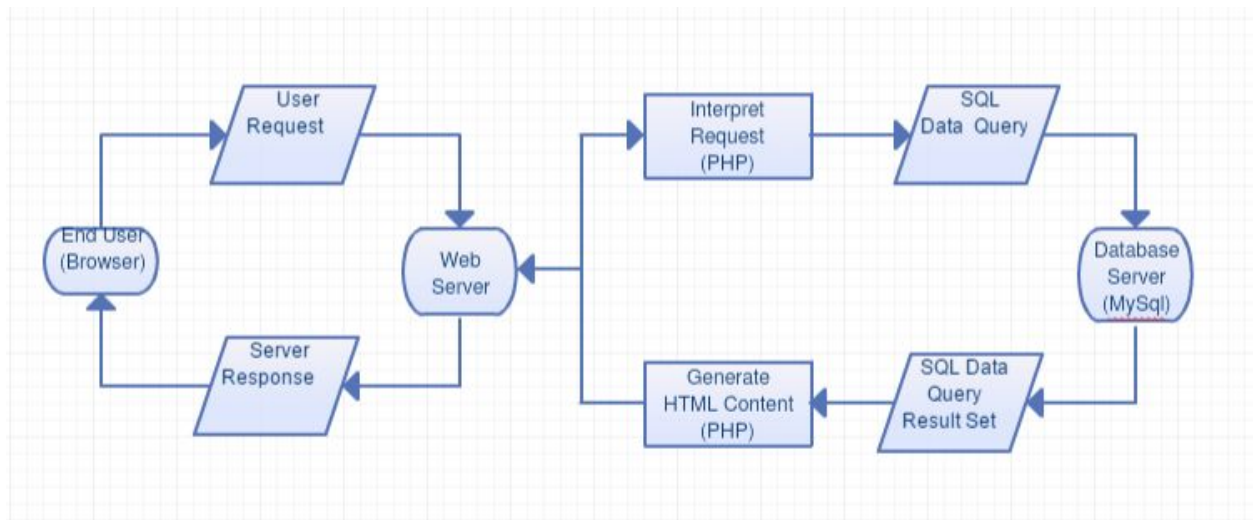 User
Request
Interpret
Request
(PHP)
SQL
Data Query
End User
(Browser)
Web
Server
Database
Server
(MySql)
Server
Response
Generate
HTML Content
(PHP)
SQL Data
Query
Result Set